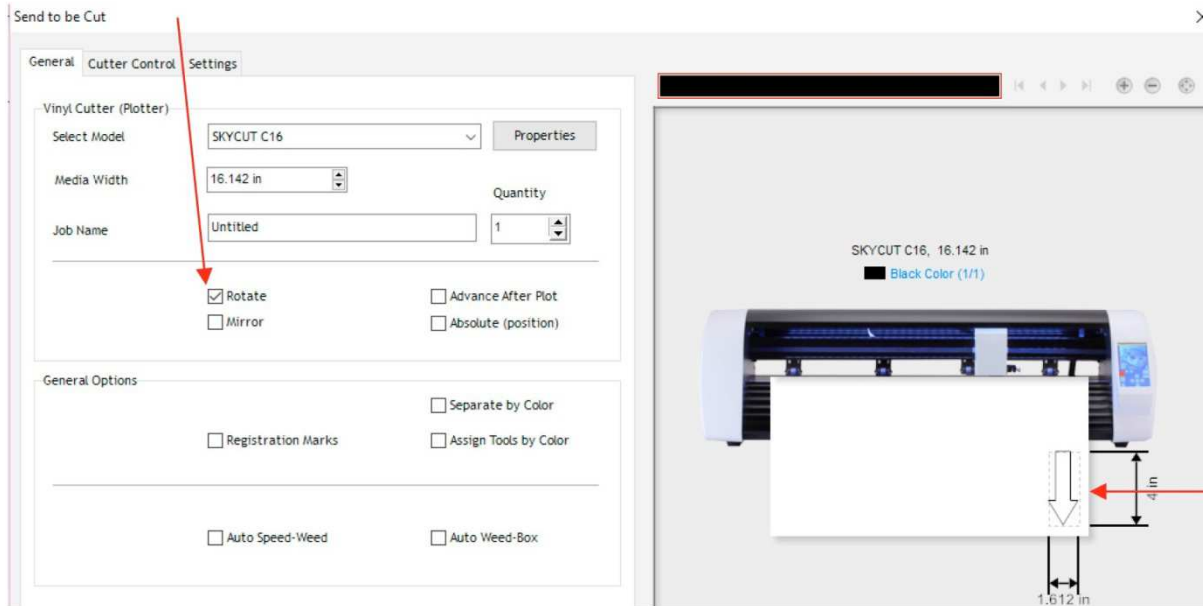 Send to be Cut
General Cutter Control Settings
Vinyl Cutter (Plotter)
Select Model
SKYCUT C16
Properties
Media Width
16.142 in
Quantity
Job Name
Untitled
1
Rotate
Advance After Plot
Mirror
Absolute (position)
General Options
Separate by Color
Registration Marks
Assign Tools by Color
Auto Speed-Weed
Auto Weed-Box
SKYCUT C16, 16.142 in
Black Color (1/1)
4 in
1.612 in